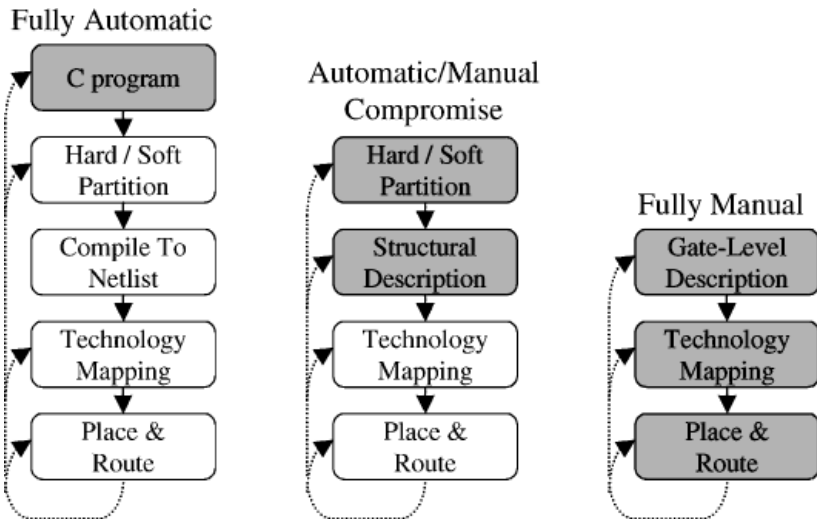 Fully Automatic
C program
Hard / Soft
Partition
Compile To
Netlist
Technology
Mapping
Place &
Route
Automatic/Manual
Compromise
Hard / Soft
Partition
Structural
Description
Technology
Mapping
Place &
Route
Fully Manual
Gate-Level
Description
Technology
Mapping
Place &
Route